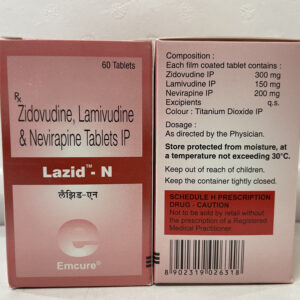 60 Tablets
Rx
Zidovudine, Lamivudine
& Nevirapine Tablets IP
Lazid™ - N
लेझिड-एन
e
Emcure®
Composition :
Each film coated tablet contains :
Zidovudine IP 300 mg
Lamivudine IP 150 mg
Nevirapine IP 200 mg
Excipients q.s.
Colour : Titanium Dioxide IP
Dosage :
As directed by the Physician.
Store protected from moisture, at
a temperature not exceeding 30°C.
Keep out of reach of children.
Keep the container tightly closed.
SCHEDULE H PRESCRIPTION
DRUG - CAUTION
Not to be sold by retail without
the prescription of a Registered
Medical Practitioner.
8 902319 026318